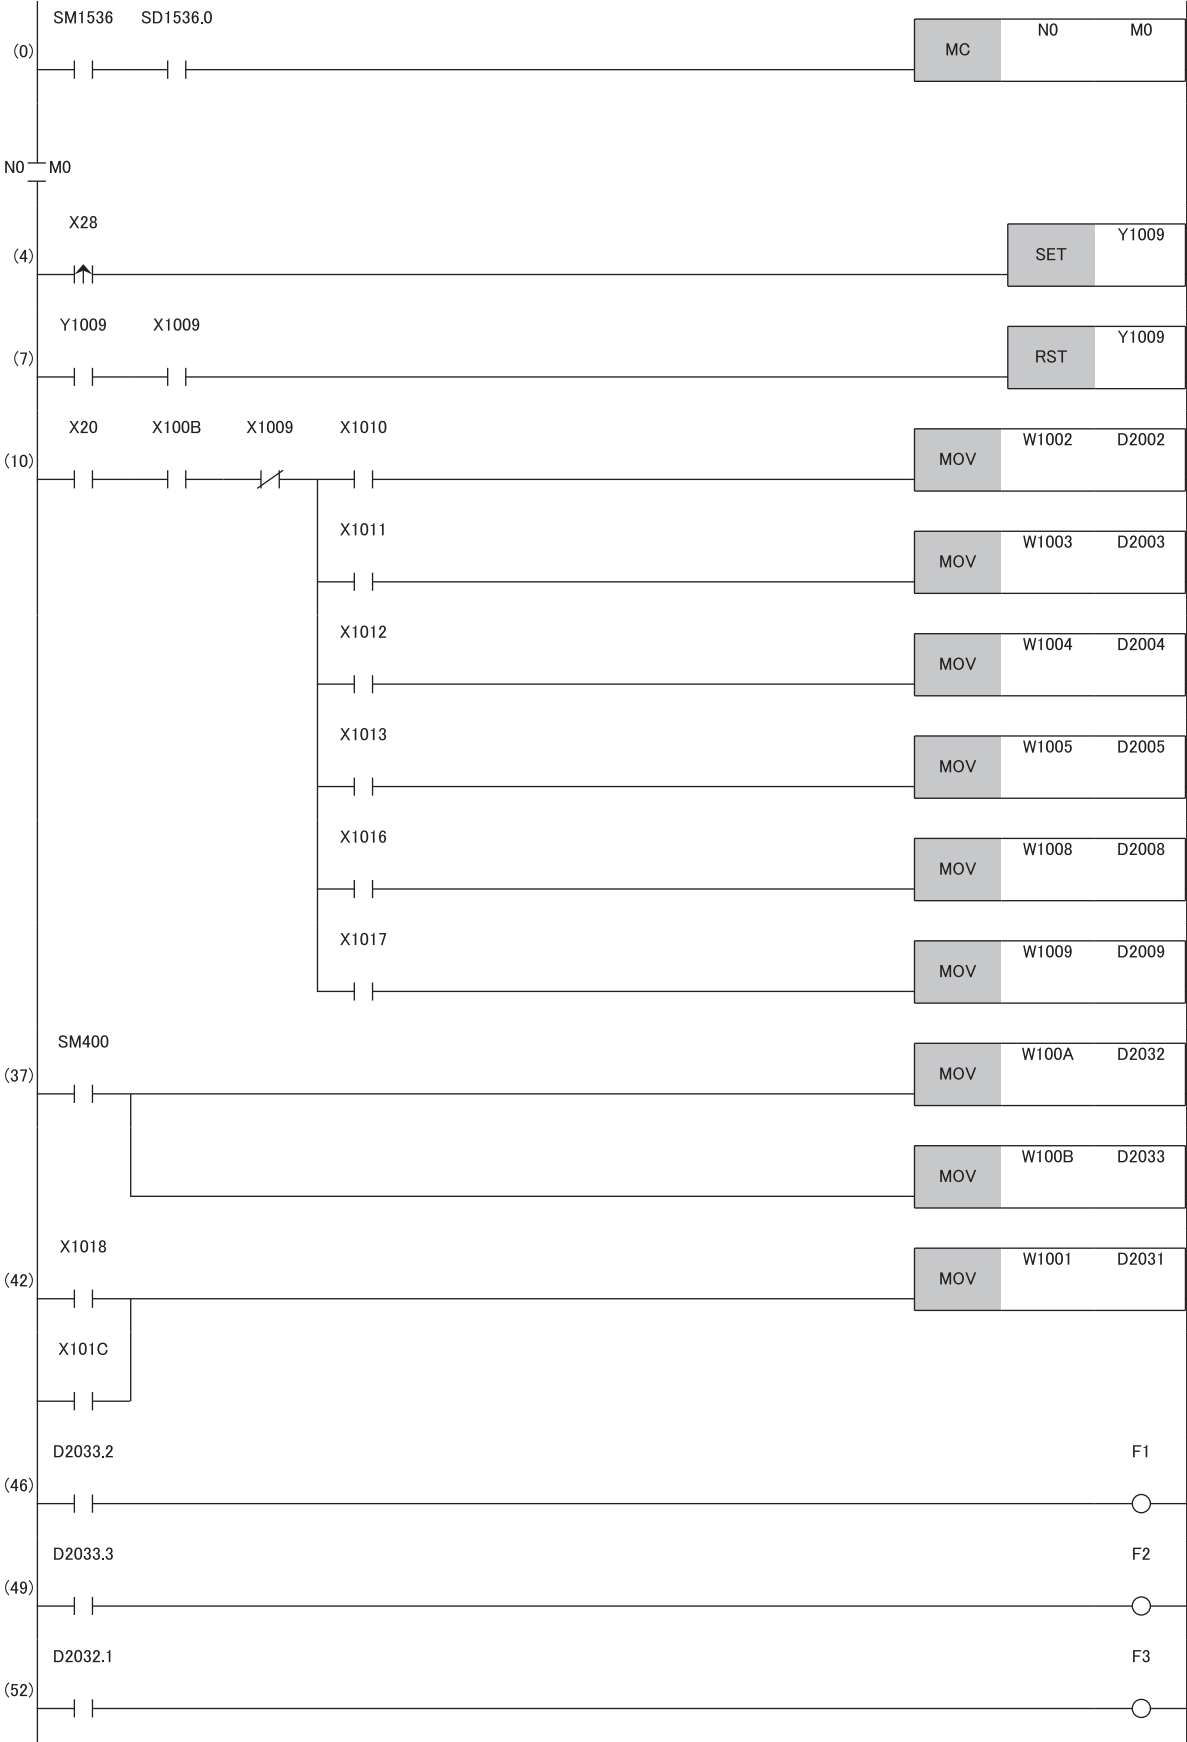 SM1536 SD1536.0
(0) MC N0 M0
N0 M0
X28
(4) SET Y1009
Y1009 X1009
(7) RST Y1009
X20 X100B X1009 X1010
(10) MOV W1002 D2002
X1011
MOV W1003 D2003
X1012
MOV W1004 D2004
X1013
MOV W1005 D2005
X1016
MOV W1008 D2008
X1017
MOV W1009 D2009
SM400
(37) MOV W100A D2032
MOV W100B D2033
X1018
(42) MOV W1001 D2031
X101C
D2033.2 F1
(46)
D2033.3 F2
(49)
D2032.1 F3
(52)